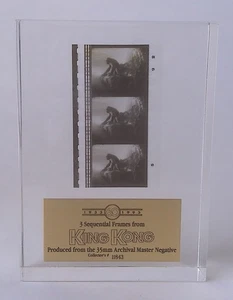 3 Sequential Frames from
KING KONG
Produced from the 35mm Archival Master Negative
Collector's #